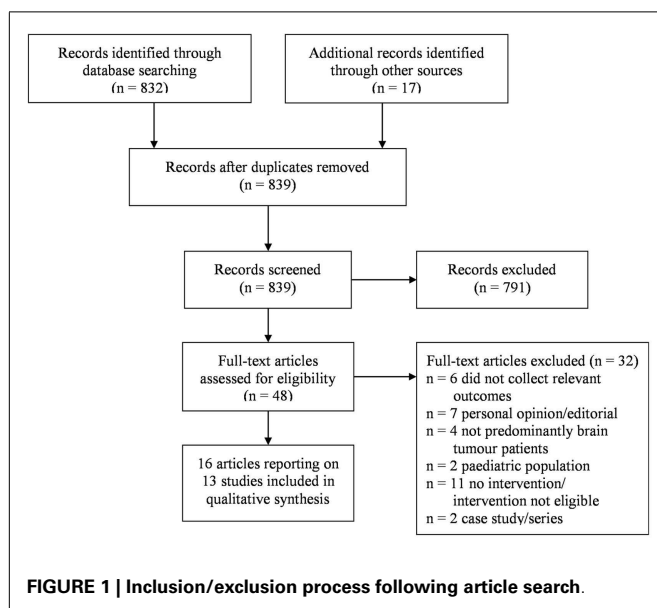 Records identified through
database searching
(n = 832)
Additional records identified
through other sources
(n = 17)
Records after duplicates removed
(n = 839)
Records screened
(n = 839)
Records excluded
(n = 791)
Full-text articles
assessed for eligibility
(n = 48)
Full-text articles excluded (n = 32)
n = 6 did not collect relevant
outcomes
n = 7 personal opinion/editorial
n = 4 not predominantly brain
tumour patients
n = 2 paediatric population
n = 11 no intervention/
intervention not eligible
n = 2 case study/series
16 articles reporting on
13 studies included in
qualitative synthesis
FIGURE 1 | Inclusion/exclusion process following article search.